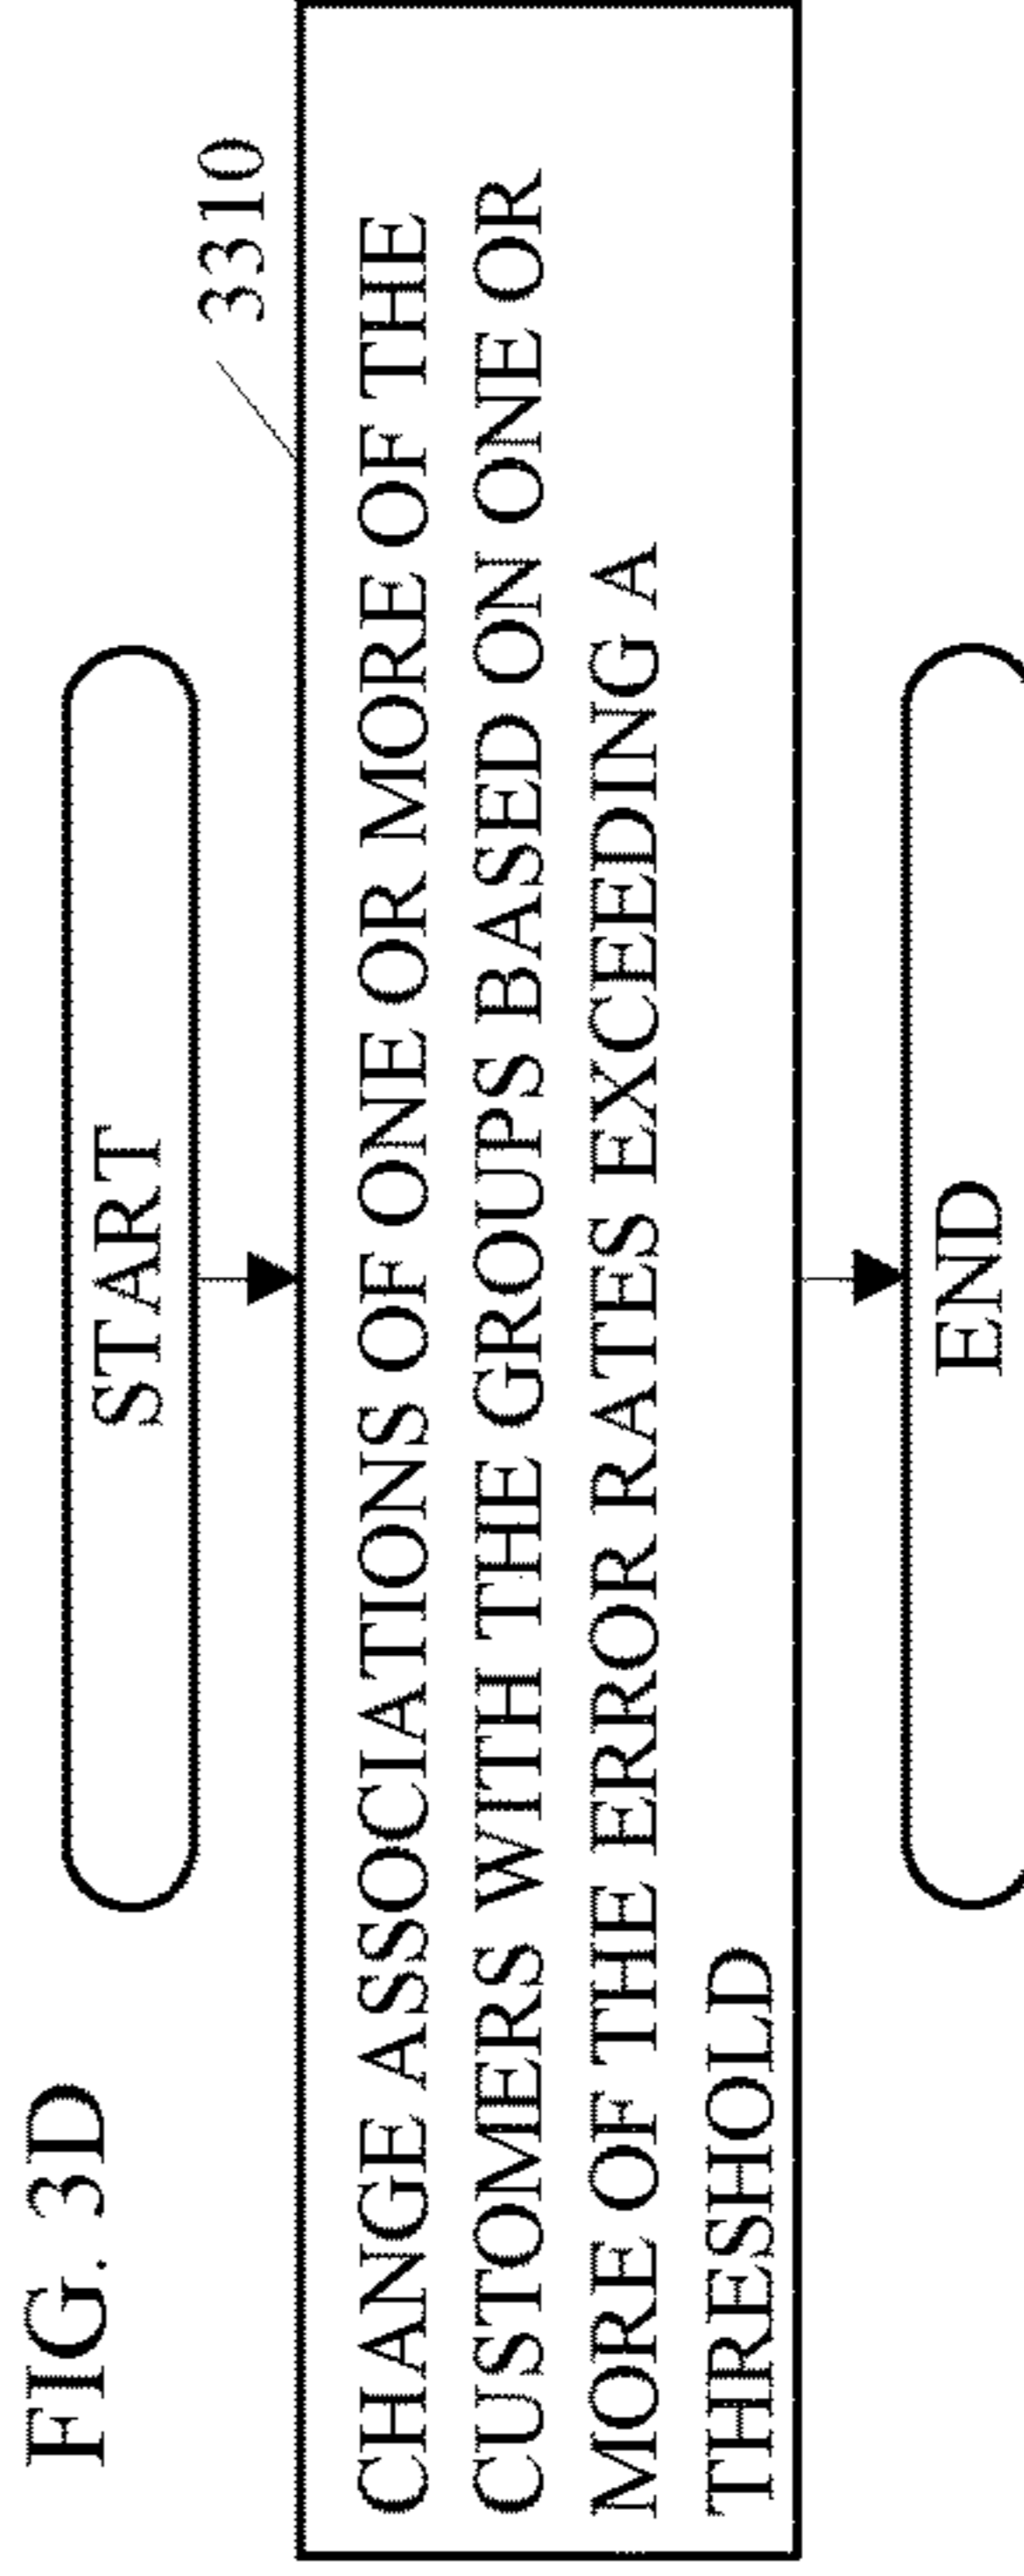 FIG. 3D
START
3310
CHANGE ASSOCIATIONS OF ONE OR MORE OF THE
CUSTOMERS WITH THE GROUPS BASED ON ONE OR
MORE OF THE ERROR RATES EXCEEDING A
THRESHOLD
END